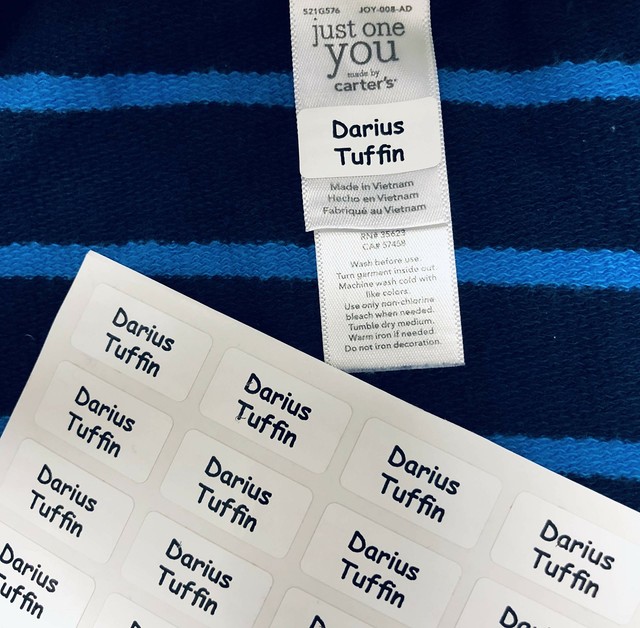 521G576 JOY-008-AD
just one
you
made by
carter's
Darius
Tuffin
Made in Vietnam
Hecho en Vietnam
Fabriqué au Vietnam
RN# 35623
CA# 57458
Wash before use.
Turn garment inside out.
Machine wash cold with
like colors.
Use only non-chlorine
bleach when needed.
Tumble dry medium.
Warm iron if needed.
Do not iron decoration.
Darius
Tuffin
Darius
Tuffin
Darius
Tuffin
Darius
Tuffin
Darius
Tuffin
Darius
Tuffin
Darius
Tuffin
Darius
Tuffin
Darius
Tuffin
Darius
Tuffin
Darius
Tuffin